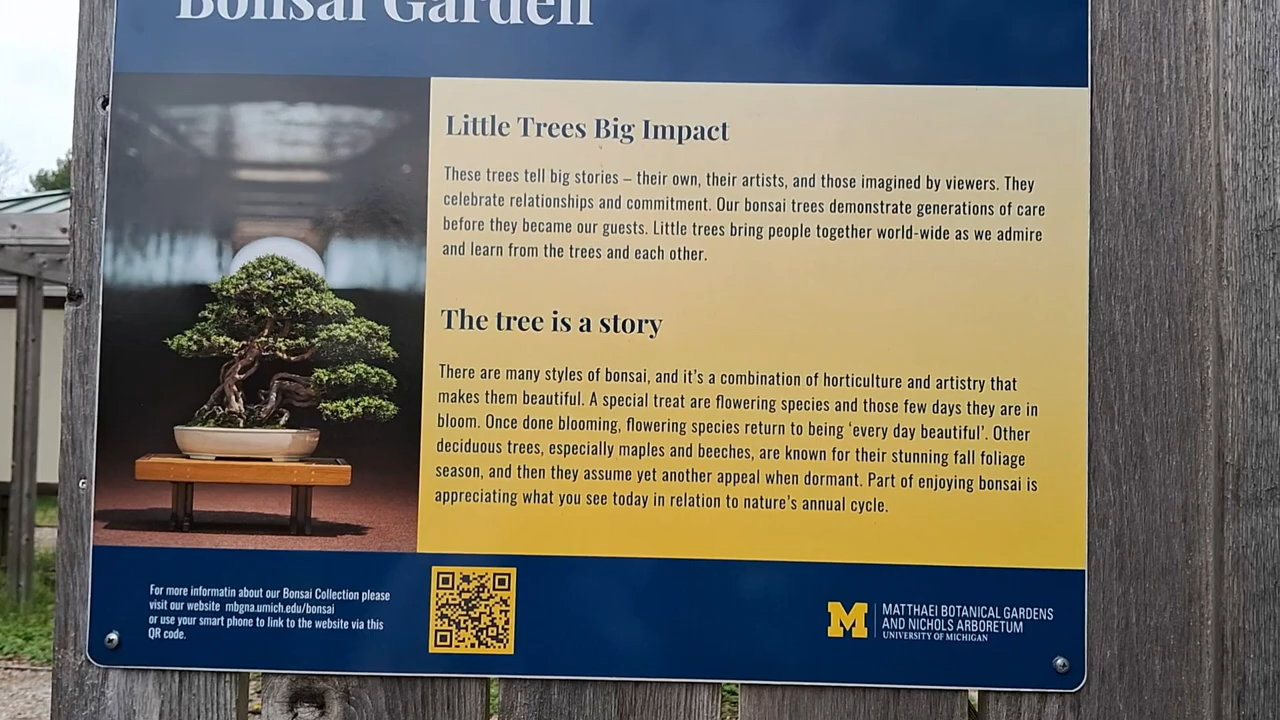 Bonsai Garden
Little Trees Big Impact
These trees tell big stories – their own, their artists, and those imagined by viewers. They
celebrate relationships and commitment. Our bonsai trees demonstrate generations of care
before they became our guests. Little trees bring people together world-wide as we admire
and learn from the trees and each other.
The tree is a story
There are many styles of bonsai, and it's a combination of horticulture and artistry that
makes them beautiful. A special treat are flowering species and those few days they are in
bloom. Once done blooming, flowering species return to being ‘every day beautiful’. Other
deciduous trees, especially maples and beeches, are known for their stunning fall foliage
season, and then they assume yet another appeal when dormant. Part of enjoying bonsai is
appreciating what you see today in relation to nature's annual cycle.
For more informatin about our Bonsai Collection please
visit our website mbgna.umich.edu/bonsai
or use your smart phone to link to the website via this
QR code.
M
MATTHAEI BOTANICAL GARDENS
AND NICHOLS ARBORETUM
UNIVERSITY OF MICHIGAN